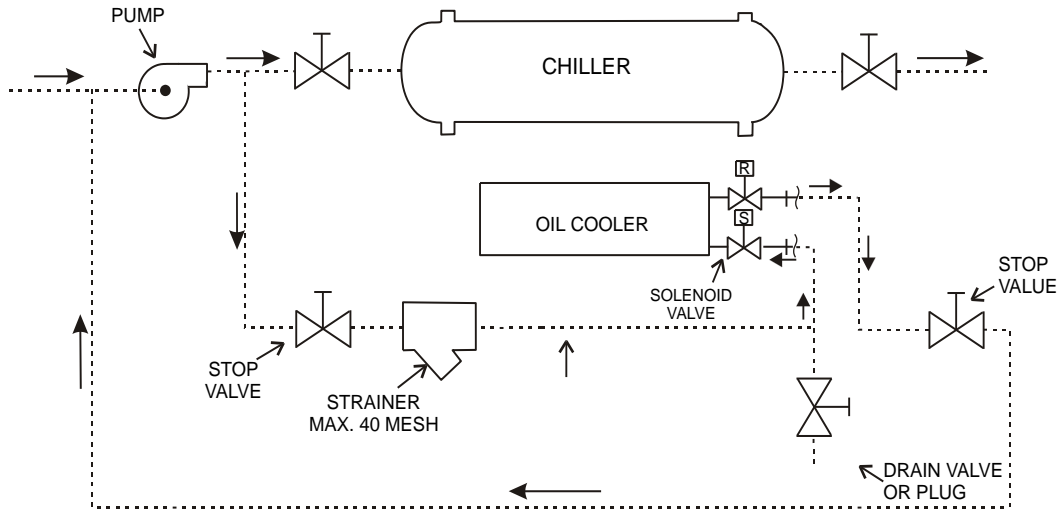 PUMP
CHILLER
R
OIL COOLER
S
SOLENOID
VALVE
STOP
VALUE
STOP
VALVE
STRAINER
MAX. 40 MESH
DRAIN VALVE
OR PLUG